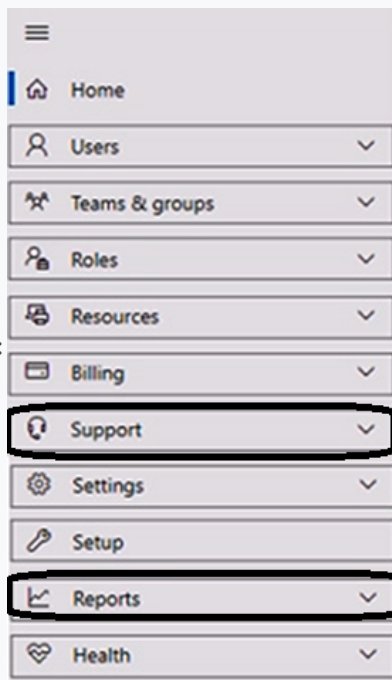 Home
Users
Teams & groups
Roles
Resources
Billing
Support
Settings
Setup
Reports
Health